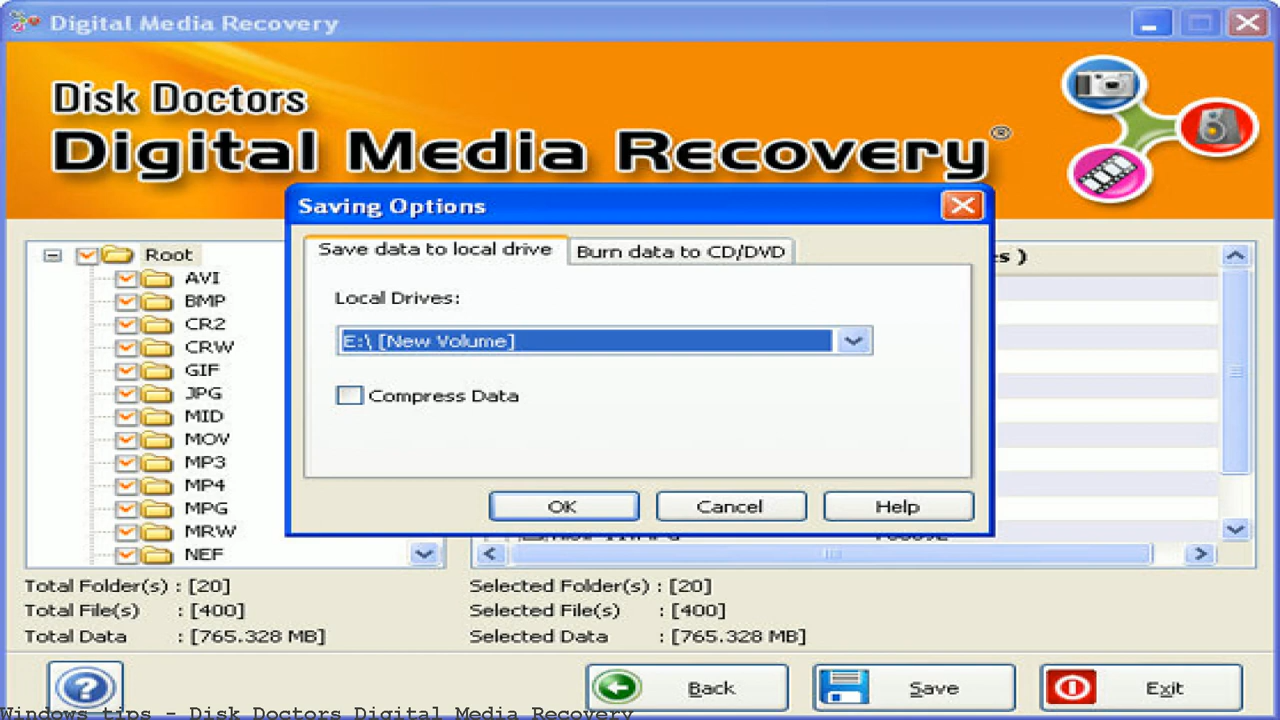 Digital Media Recovery
Disk Doctors
Digital Media Recovery®
Saving Options
Save data to local drive
Burn data to CD/DVD
Local Drives:
E:\ [New Volume]
Compress Data
OK
Cancel
Help
Root
AVI
BMP
CR2
CRW
GIF
JPG
MID
MOV
MP3
MP4
MPG
MRW
NEF
s )
Total Folder(s) : [20]
Total File(s) : [400]
Total Data : [765.328 MB]
Selected Folder(s) : [20]
Selected File(s) : [400]
Selected Data : [765.328 MB]
?
Back
Save
Exit
Windows tips - Disk Doctors Digital Media Recovery